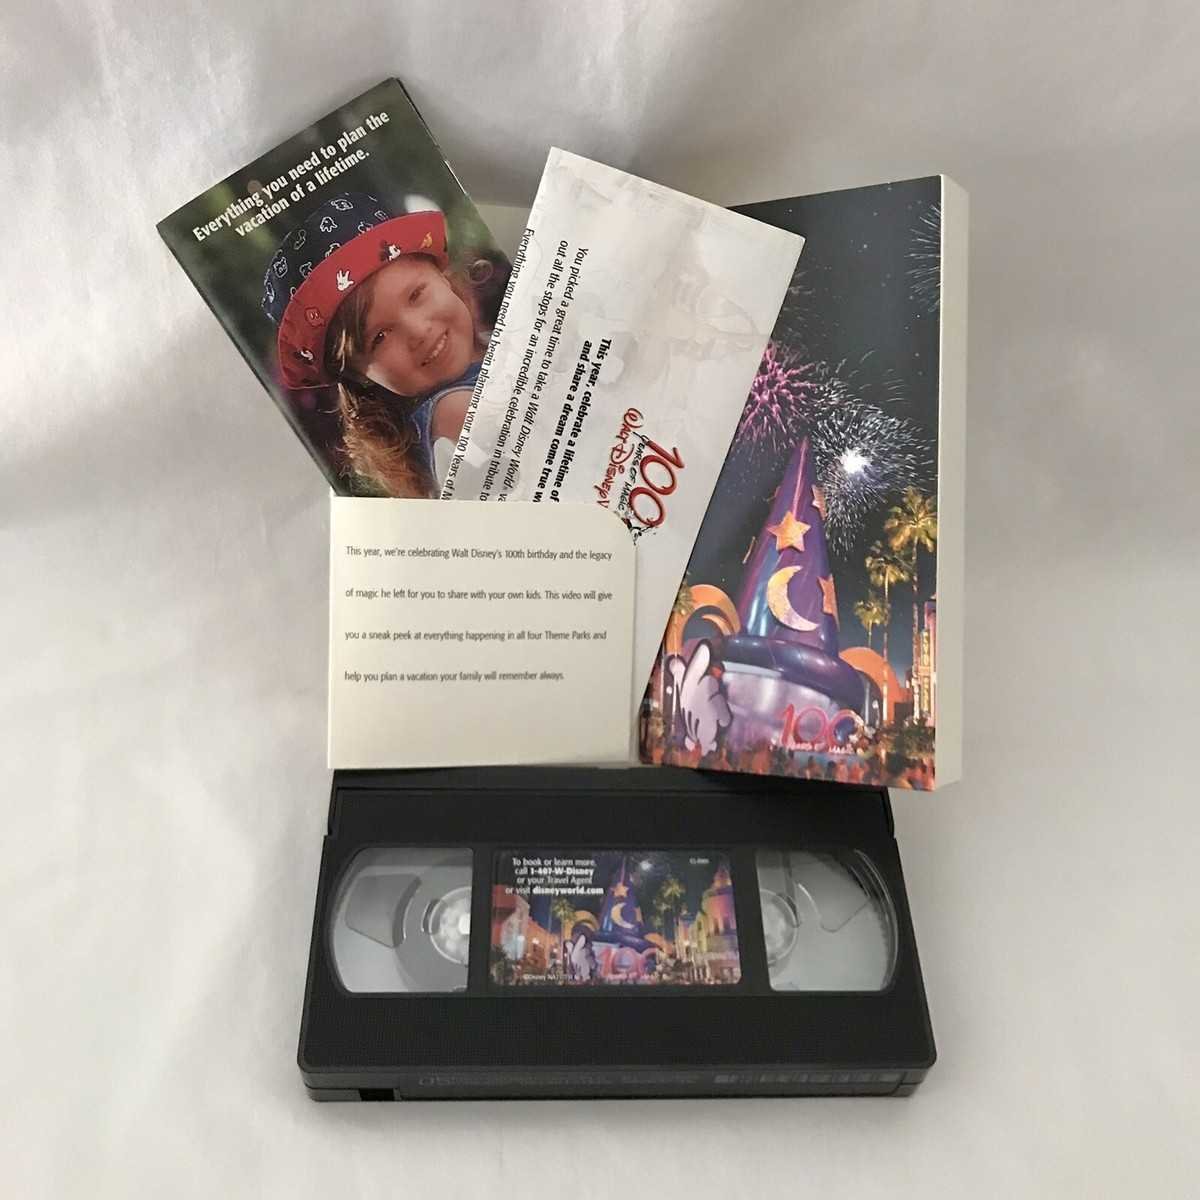 Everything you need to plan the
vacation of a lifetime.
You picked a great time to take a Walt Disney World® va
out all the stops for an incredible celebration in tribute to
Everything you need to begin planning your 100 Years of M
This year, celebrate a lifetime of
and share a dream come true w
100
YEARS OF MAGIC
WALT DISNEY W
100
YEARS OF MAGIC
This year, we're celebrating Walt Disney's 100th birthday and the legacy
of magic he left for you to share with your own kids. This video will give
you a sneak peek at everything happening in all four Theme Parks and
help you plan a vacation your family will remember always.
To book or learn more,
call 1-407-W-Disney
or your Travel Agent
or visit disneyworld.com
100
©Disney